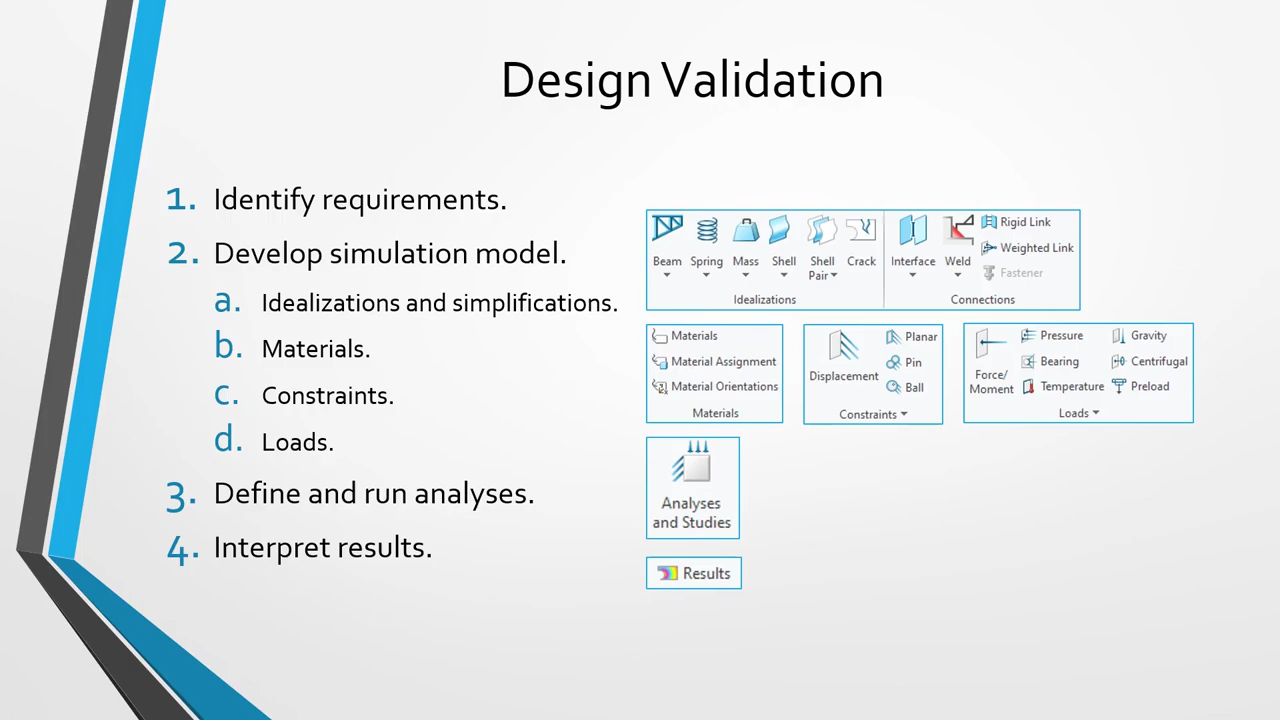 Design Validation
1. Identify requirements.
2. Develop simulation model.
a. Idealizations and simplifications.
b. Materials.
c. Constraints.
d. Loads.
3. Define and run analyses.
4. Interpret results.
Beam
Spring
Mass
Shell
Shell
Pair
Crack
Idealizations
Interface
Weld
Rigid Link
Weighted Link
Fastener
Connections
Materials
Material Assignment
Material Orientations
Materials
Displacement
Planar
Pin
Ball
Constraints
Force/
Moment
Pressure
Bearing
Temperature
Gravity
Centrifugal
Preload
Loads
Analyses
and Studies
Results